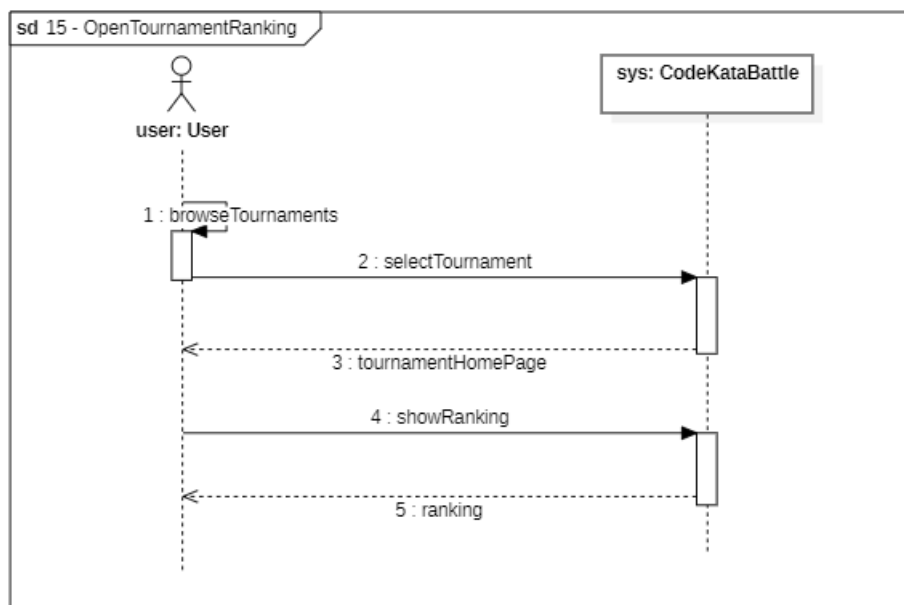 sd 15 - OpenTournamentRanking
sys: CodeKataBattle
user: User
1 : browseTournaments
2 : selectTournament
3 : tournamentHomePage
4 : showRanking
5 : ranking